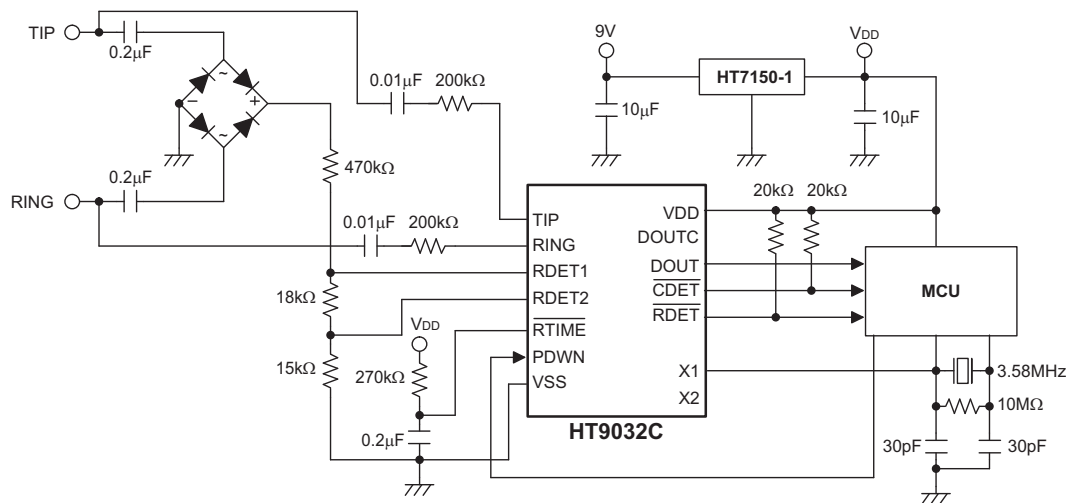 TIP
0.2μF
~
−
+
~
0.2μF
RING
0.01μF
200kΩ
470kΩ
0.01μF
200kΩ
18kΩ
15kΩ
VDD
270kΩ
0.2μF
9V
10μF
HT7150-1
VDD
10μF
20kΩ
20kΩ
TIP
RING
RDET1
RDET2
RTIME
PDWN
VSS
VDD
DOUTC
DOUT
CDET
RDET
X1
X2
HT9032C
MCU
3.58MHz
10MΩ
30pF
30pF